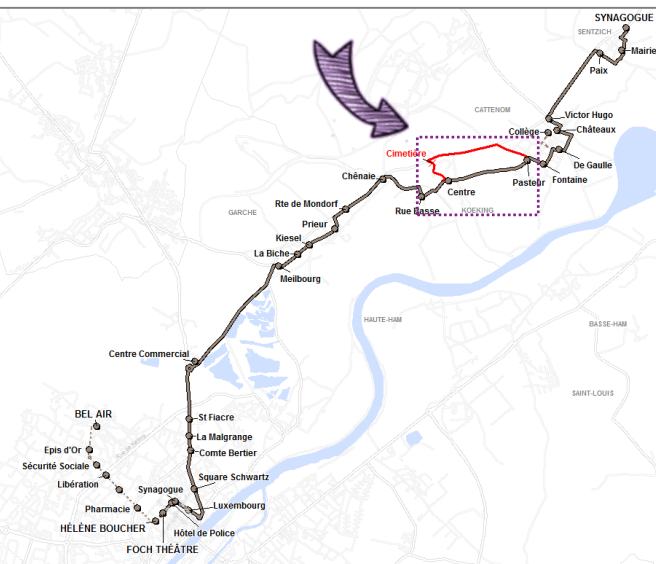 SYNAGOGUE
SENTZICH
Mairie
Paix
CATTENOM
Victor Hugo
Collège
Châteaux
Cimetière
De Gaulle
Pasteur
Fontaine
Chênaie
Centre
Rue Basse
KOEKING
Rte de Mondorf
GARCHE
Prieur
Kiesel
La Biche
Meilbourg
HAUTE-HAM
BASSE-HAM
Centre Commercial
SAINT-LOUIS
BEL AIR
St Fiacre
La Malgrange
Epis d'Or
Comte Bertier
Sécurité Sociale
Square Schwartz
Libération
Synagogue
Pharmacie
Luxembourg
HÉLÈNE BOUCHER
Hôtel de Police
FOCH THÉÂTRE